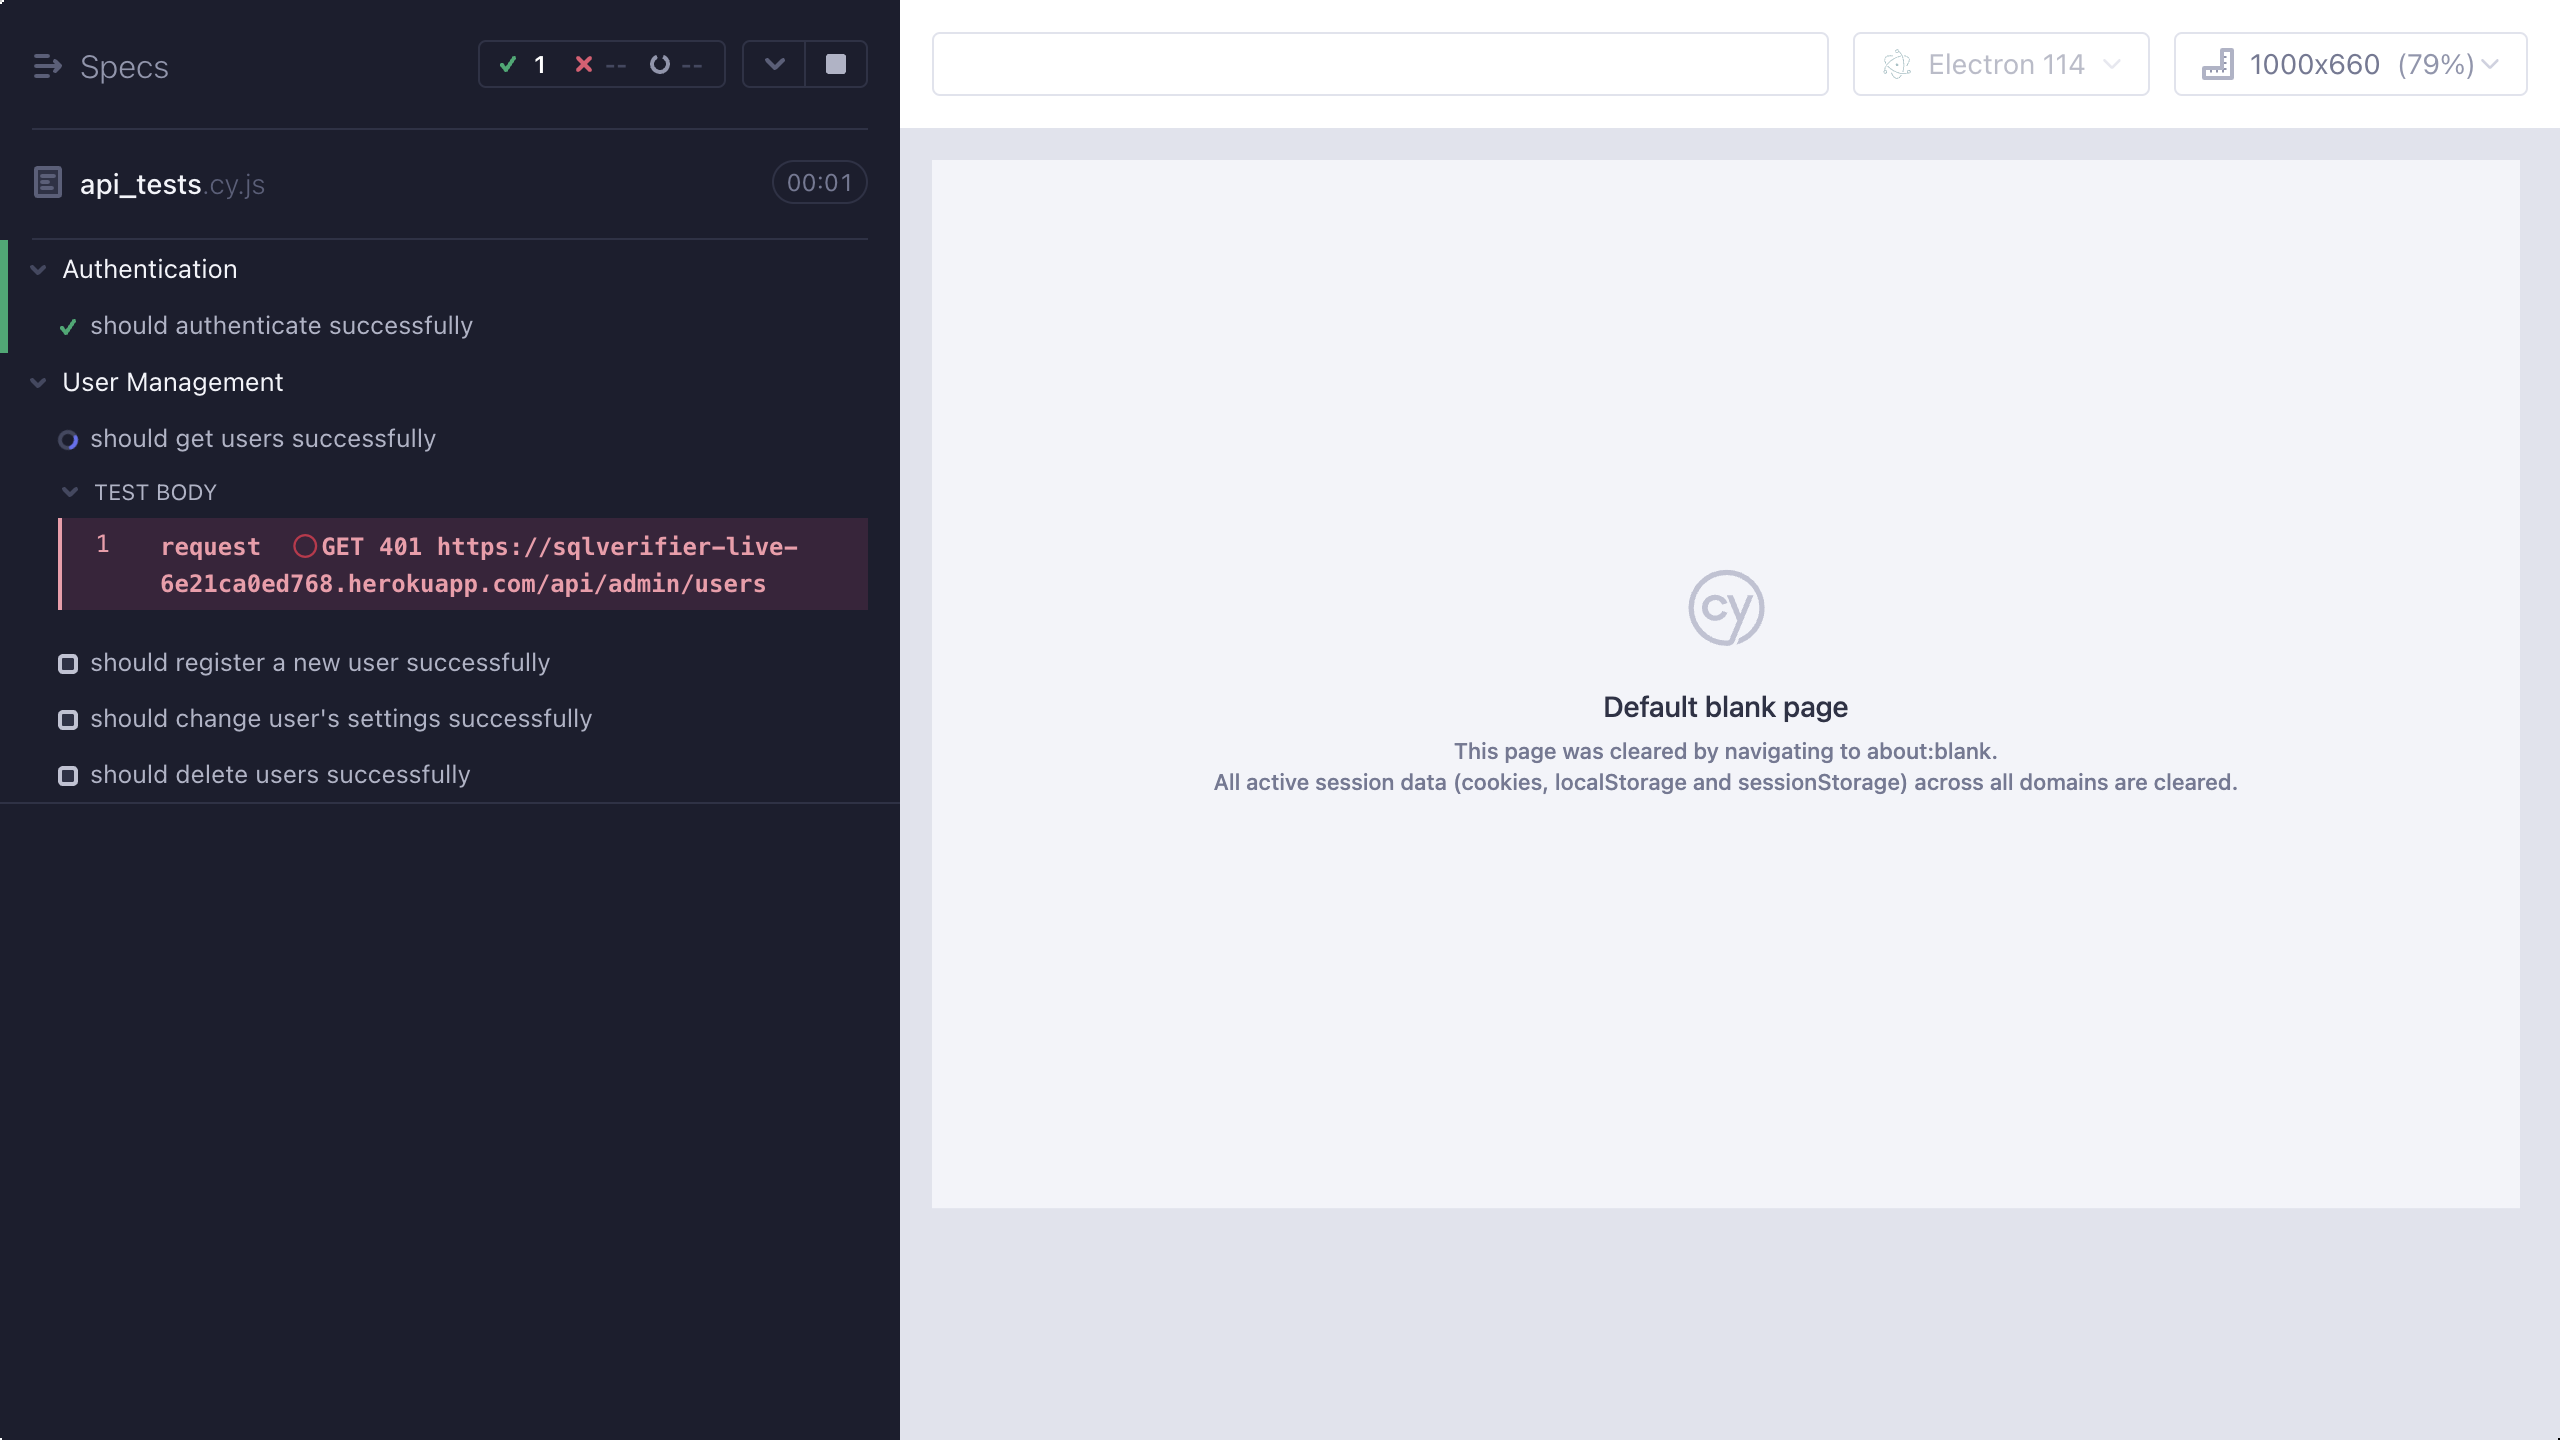 Specs
1
--
--
api_tests.cy.js
00:01
Authentication
should authenticate successfully
User Management
should get users successfully
TEST BODY
1 request GET 401 https://sqlverifier-live-
6e21ca0ed768.herokuapp.com/api/admin/users
should register a new user successfully
should change user's settings successfully
should delete users successfully
Electron 114
1000x660 (79%)
cy
Default blank page
This page was cleared by navigating to about:blank.
All active session data (cookies, localStorage and sessionStorage) across all domains are cleared.